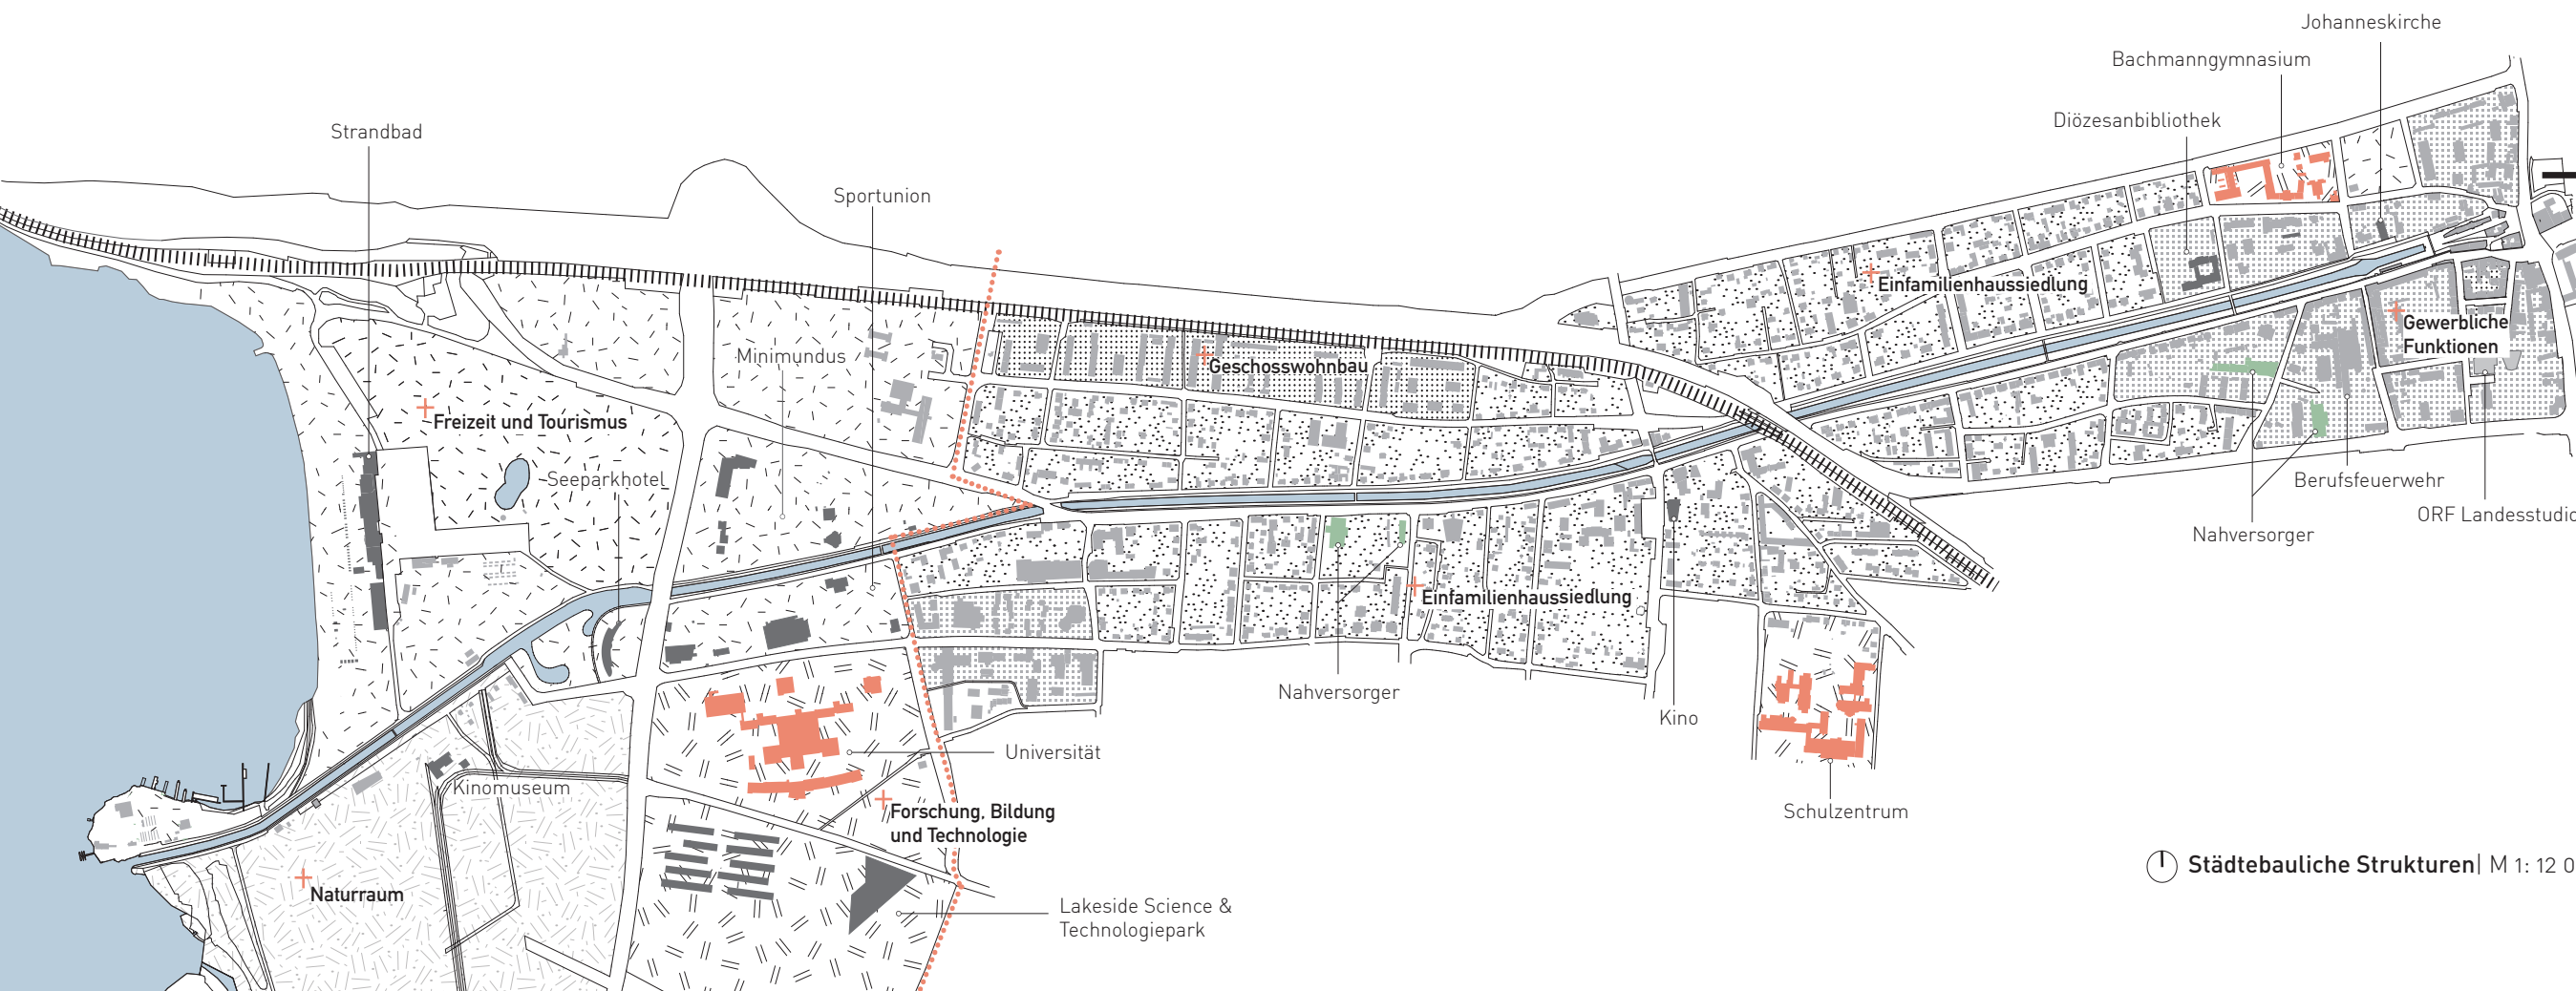 Johanneskirche
Bachmanngymnasium
Diözesanbibliothek
Strandbad
Sportunion
Einfamilienhaussiedlung
Gewerbliche
Funktionen
Minimundus
Geschosswohnbau
Freizeit und Tourismus
Seeparkhotel
Berufsfeuerwehr
ORF Landesstudio
Nahversorger
Einfamilienhaussiedlung
Nahversorger
Kino
Universität
Kinomuseum
Forschung, Bildung
und Technologie
Schulzentrum
Städtebauliche Strukturen| M 1: 12 0
Naturraum
Lakeside Science &
Technologiepark